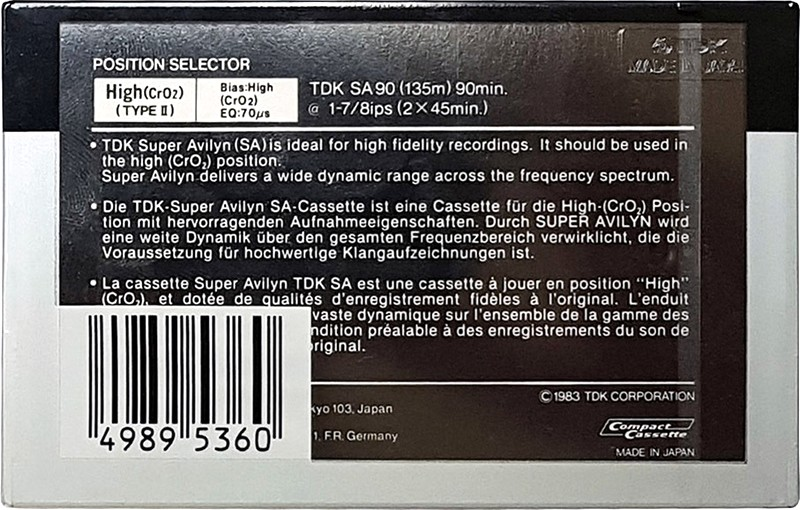 TDK
MADE IN
POSITION SELECTOR
High (CrO₂)
(TYPE II)
Bias: High
(CrO₂)
EQ: 70μs
TDK SA90 (135m) 90min.
@ 1-7/8ips (2×45min.)
• TDK Super Avilyn (SA) is ideal for high fidelity recordings. It should be used in
the high (CrO₂) position.
Super Avilyn delivers a wide dynamic range across the frequency spectrum.
• Die TDK-Super Avilyn SA-Cassette ist eine Cassette für die High-(CrO₂) Posi-
tion mit hervorragenden Aufnahmeeigenschaften. Durch SUPER AVILYN wird
eine weite Dynamik über den gesamten Frequenzbereich verwirklicht, die die
Voraussetzung für hochwertige Klangaufzeichnungen ist.
• La cassette Super Avilyn TDK SA est une cassette à jouer en position "High"
(CrO₂), et dotée de qualités d'enregistrement fidèles à l'original. L'enduit
vaste dynamique sur l'ensemble de la gamme des
ndition préalable à des enregistrements du son de
original.
©1983 TDK CORPORATION
kyo 103, Japan
1, F.R. Germany
Compact
Cassette
MADE IN JAPAN
4989 5360